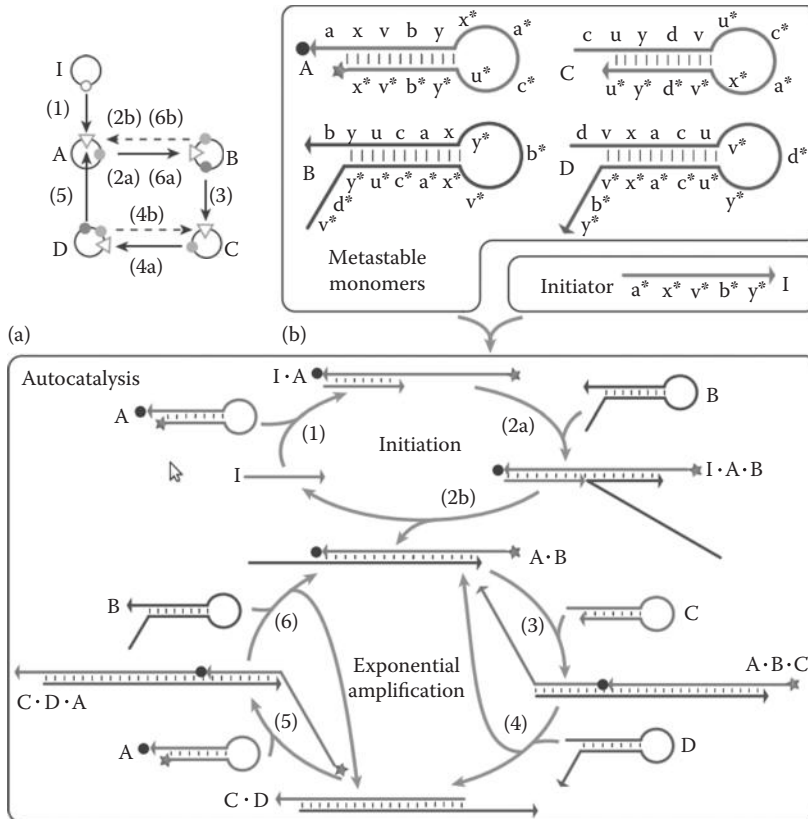 I
(1)
(2b) (6b)
A
B
(2a) (6a)
(5)
(3)
(4b)
D
C
(4a)
(a)
a x v b y x* a*
A
x* v* b* y* u* c*
c u y d v u* c*
C
u* y* d* v* x* a*
b y u c a x y* b*
B
y* u* c* a* x* v*
d*
v*
d v x a c u v* d*
D
v* x* a* c* u* y*
b*
y*
Metastable
monomers
Initiator
I
a* x* v* b* y*
(b)
Autocatalysis
I · A
A
B
(1)
(2a)
Initiation
I
I · A · B
(2b)
A · B
B
(6)
(3)
C
Exponential
amplification
A · B · C
C · D · A
(5)
(4)
A
D
C · D